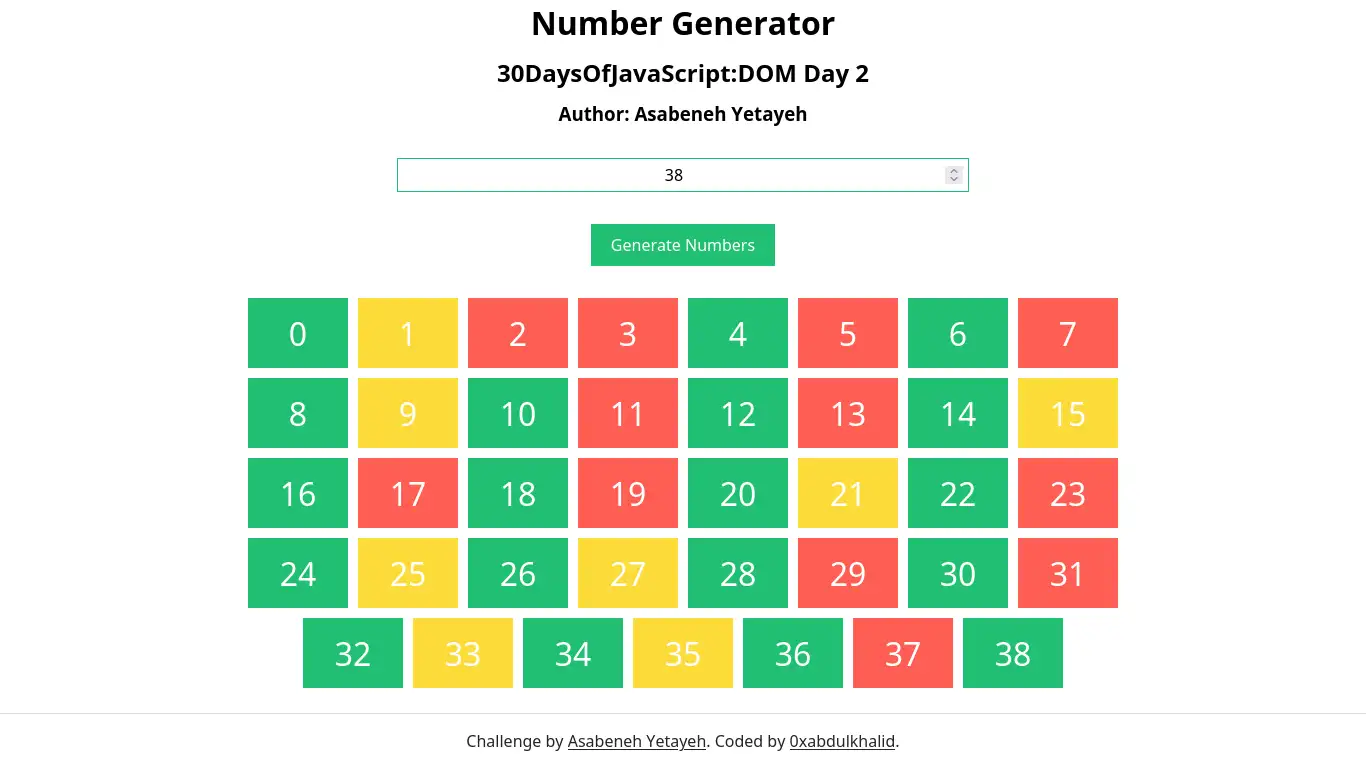 Number Generator
30DaysOfJavaScript:DOM Day 2
Author: Asabeneh Yetayeh
38
Generate Numbers
0 1 2 3 4 5 6 7
8 9 10 11 12 13 14 15
16 17 18 19 20 21 22 23
24 25 26 27 28 29 30 31
32 33 34 35 36 37 38
Challenge by Asabeneh Yetayeh. Coded by 0xabdulkhalid.